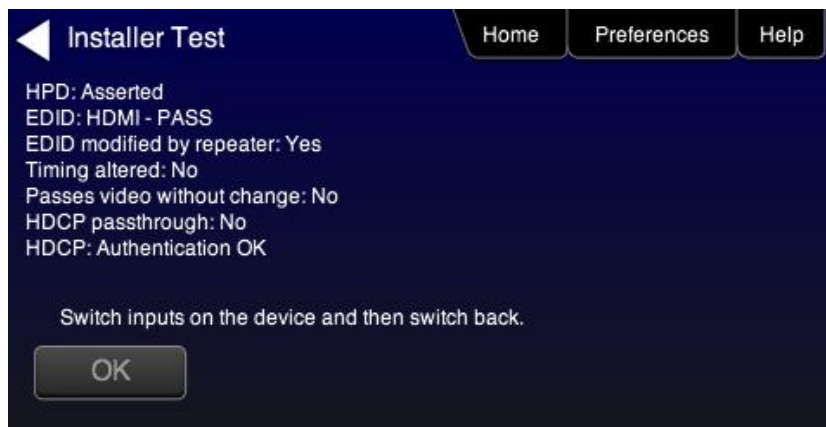 Installer Test
Home
Preferences
Help
HPD: Asserted
EDID: HDMI - PASS
EDID modified by repeater: Yes
Timing altered: No
Passes video without change: No
HDCP passthrough: No
HDCP: Authentication OK
Switch inputs on the device and then switch back.
OK